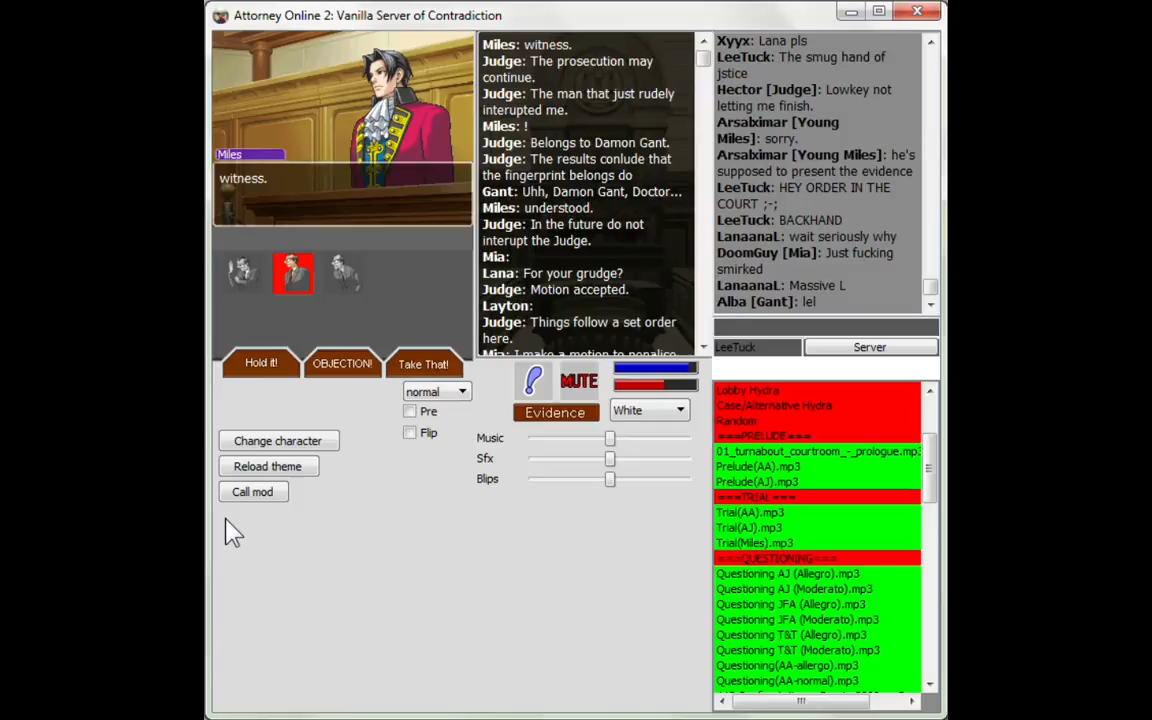 Attorney Online 2: Vanilla Server of Contradiction
Miles
witness.
Miles: witness.
Judge: The prosecution may
continue.
Judge: The man that just rudely
interupted me.
Miles: !
Judge: Belongs to Damon Gant.
Judge: The results conlude that
the fingerprint belongs do
Gant: Uhh, Damon Gant, Doctor...
Miles: understood.
Judge: In the future do not
interupt the Judge.
Mia:
Lana: For your grudge?
Judge: Motion accepted.
Layton:
Judge: Things follow a set order
here.
Mia: I make a motion to penalise
Xyyx: Lana pls
LeeTuck: The smug hand of
jstice
Hector [Judge]: Lowkey not
letting me finish.
Arsalximar [Young
Miles]: sorry.
Arsalximar [Young Miles]: he's
supposed to present the evidence
LeeTuck: HEY ORDER IN THE
COURT ;-;
LeeTuck: BACKHAND
LanaanaL: wait seriously why
DoomGuy [Mia]: Just fucking
smirked
LanaanaL: Massive L
Alba [Gant]: lel
LeeTuck
Server
Hold it!
OBJECTION!
Take That!
normal
Pre
Flip
MUTE
Evidence
White
Music
Sfx
Blips
Change character
Reload theme
Call mod
Lobby Hydra
Case/Alternative Hydra
Random
===PRELUDE===
01_turnabout_courtroom_-_prologue.mp3
Prelude(AA).mp3
Prelude(AJ).mp3
===TRIAL===
Trial(AA).mp3
Trial(AJ).mp3
Trial(Miles).mp3
===QUESTIONING===
Questioning AJ (Allegro).mp3
Questioning AJ (Moderato).mp3
Questioning JFA (Allegro).mp3
Questioning JFA (Moderato).mp3
Questioning T&T (Allegro).mp3
Questioning T&T (Moderato).mp3
Questioning(AA-allergo).mp3
Questioning(AA-normal).mp3